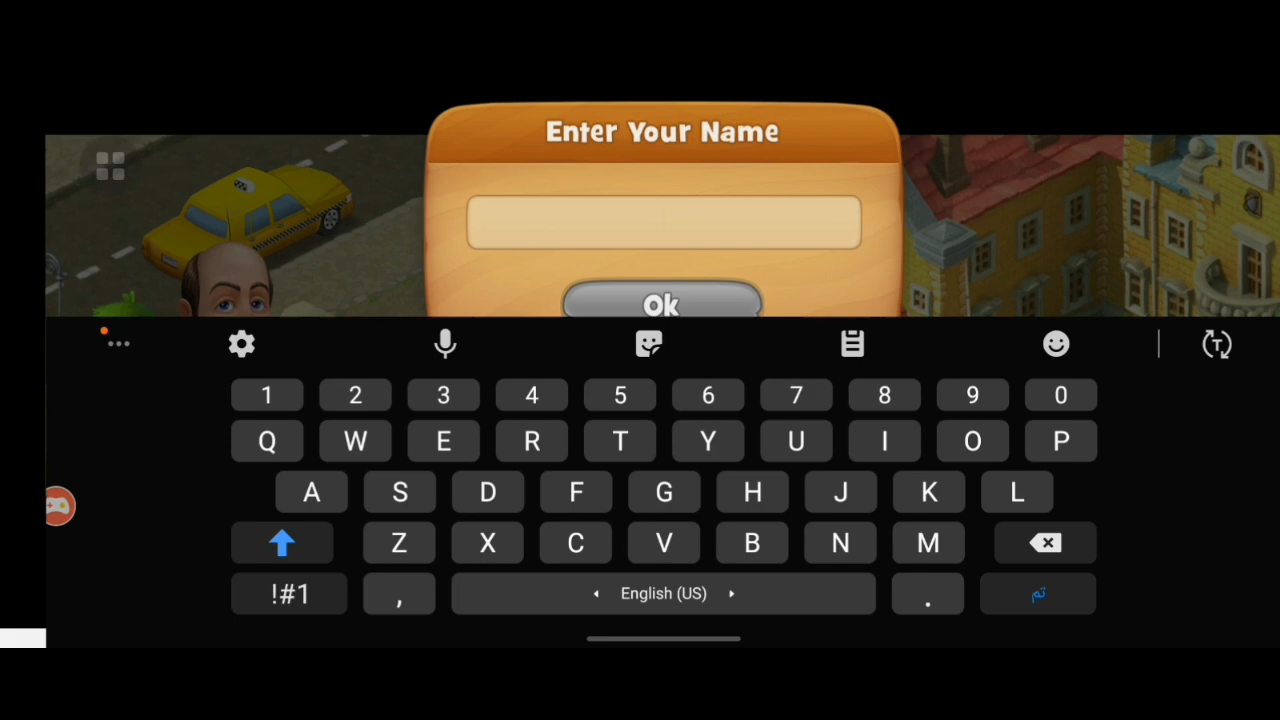 Enter Your Name
Ok
1 2 3 4 5 6 7 8 9 0
Q W E R T Y U I O P
A S D F G H J K L
Z X C V B N M
!#1 , English (US) . تم